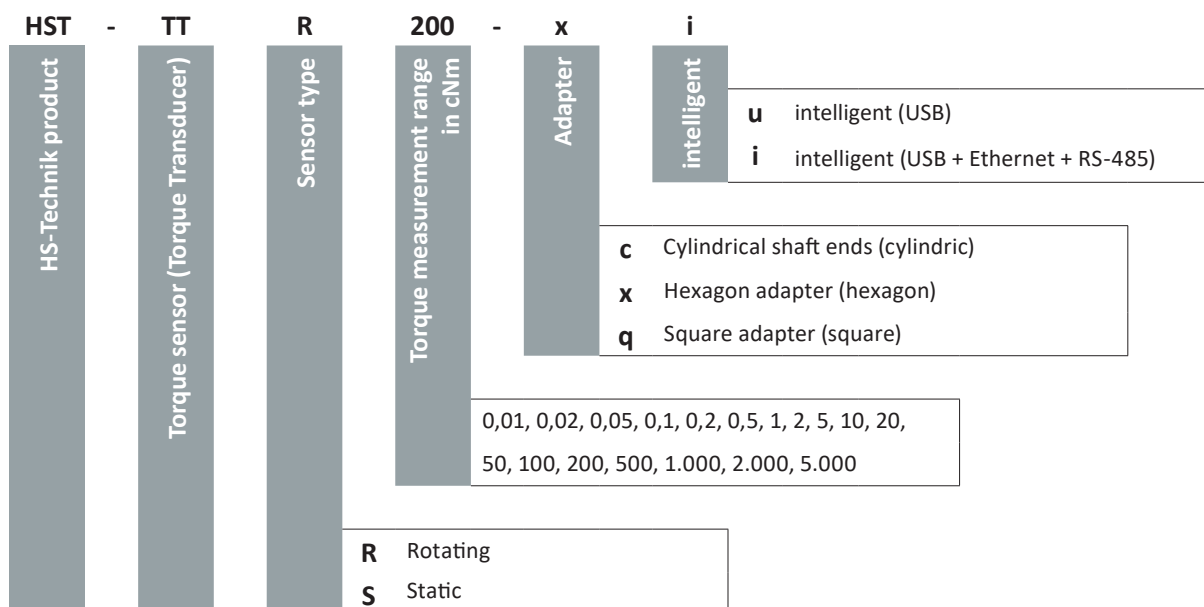 HST - TT R 200 - x i
HS-Technik product
Torque sensor (Torque Transducer)
Sensor type
Torque measurement range
in cNm
Adapter
intelligent
u intelligent (USB)
i intelligent (USB + Ethernet + RS-485)
c Cylindrical shaft ends (cylindric)
x Hexagon adapter (hexagon)
q Square adapter (square)
0,01, 0,02, 0,05, 0,1, 0,2, 0,5, 1, 2, 5, 10, 20,
50, 100, 200, 500, 1.000, 2.000, 5.000
R Rotating
S Static